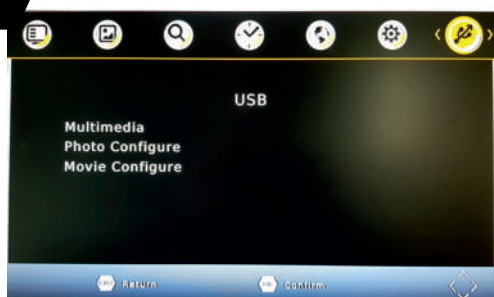 USB
Multimedia
Photo Configure
Movie Configure
Return
Confirm